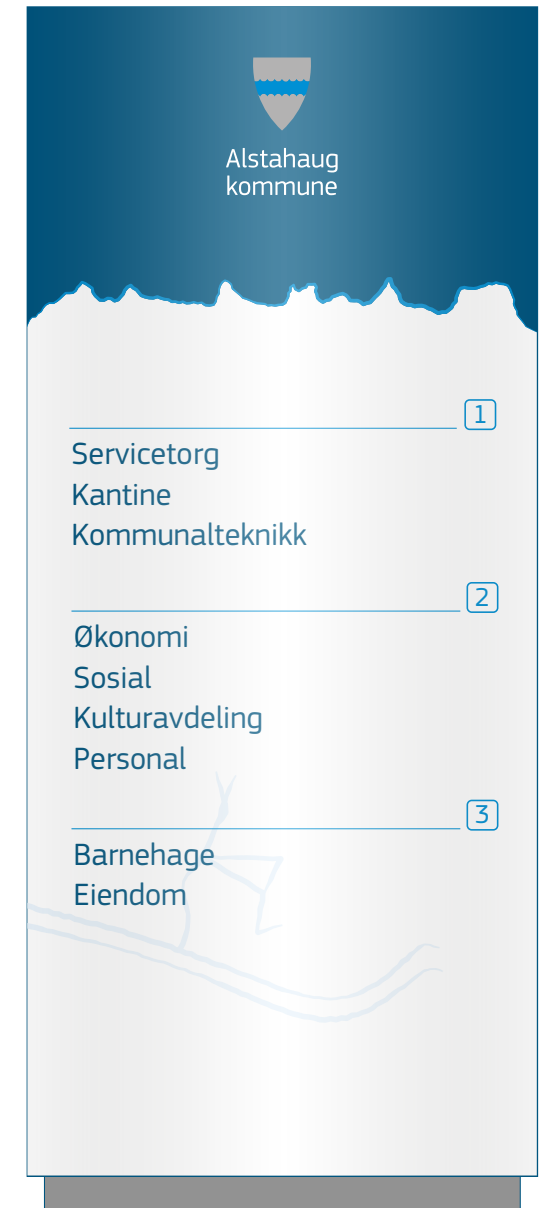 Alstahaug
kommune
1
Servicetorg
Kantine
Kommunalteknikk
2
Økonomi
Sosial
Kulturavdeling
Personal
3
Barnehage
Eiendom